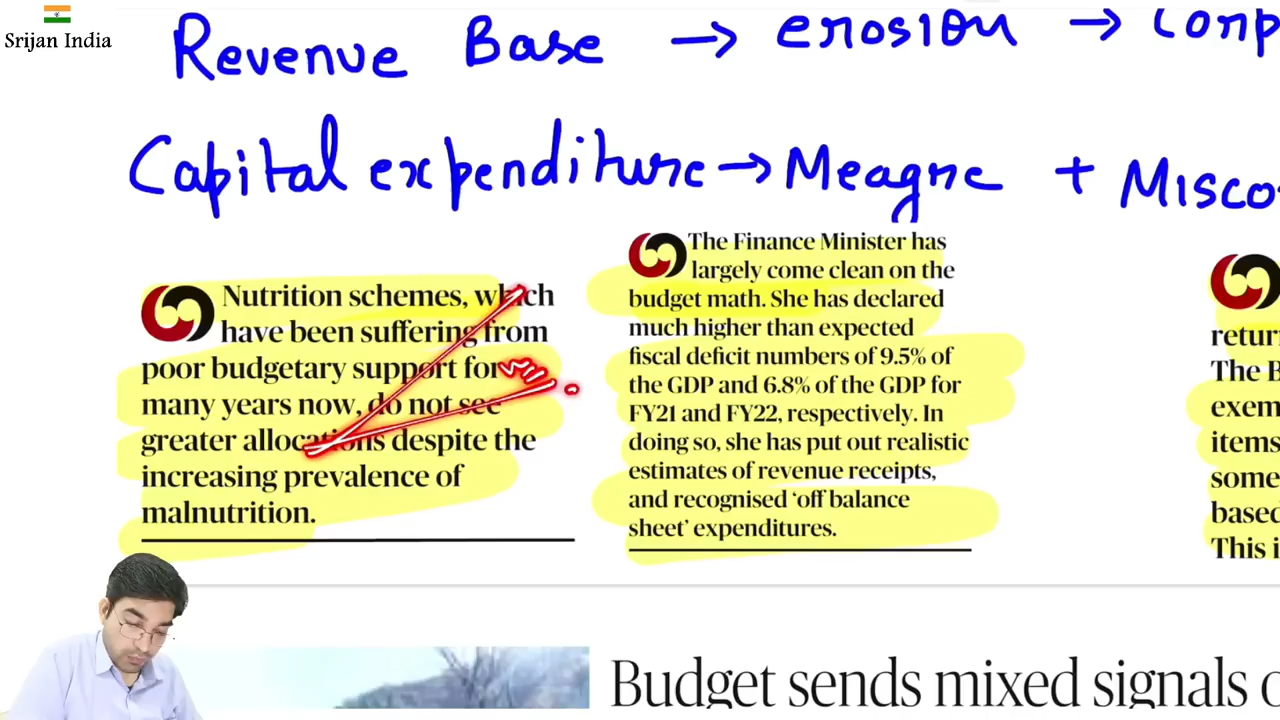 Srijan India
Revenue Base → erosion →
Capital expenditure → Meagre +
Nutrition schemes, which
have been suffering from
poor budgetary support for
many years now, do not see
greater allocations despite the
increasing prevalence of
malnutrition.
The Finance Minister has
largely come clean on the
budget math. She has declared
much higher than expected
fiscal deficit numbers of 9.5% of
the GDP and 6.8% of the GDP for
FY21 and FY22, respectively. In
doing so, she has put out realistic
estimates of revenue receipts,
and recognised ‘off balance
sheet’ expenditures.
The B
items
some
based
This i
Budget sends mixed signals